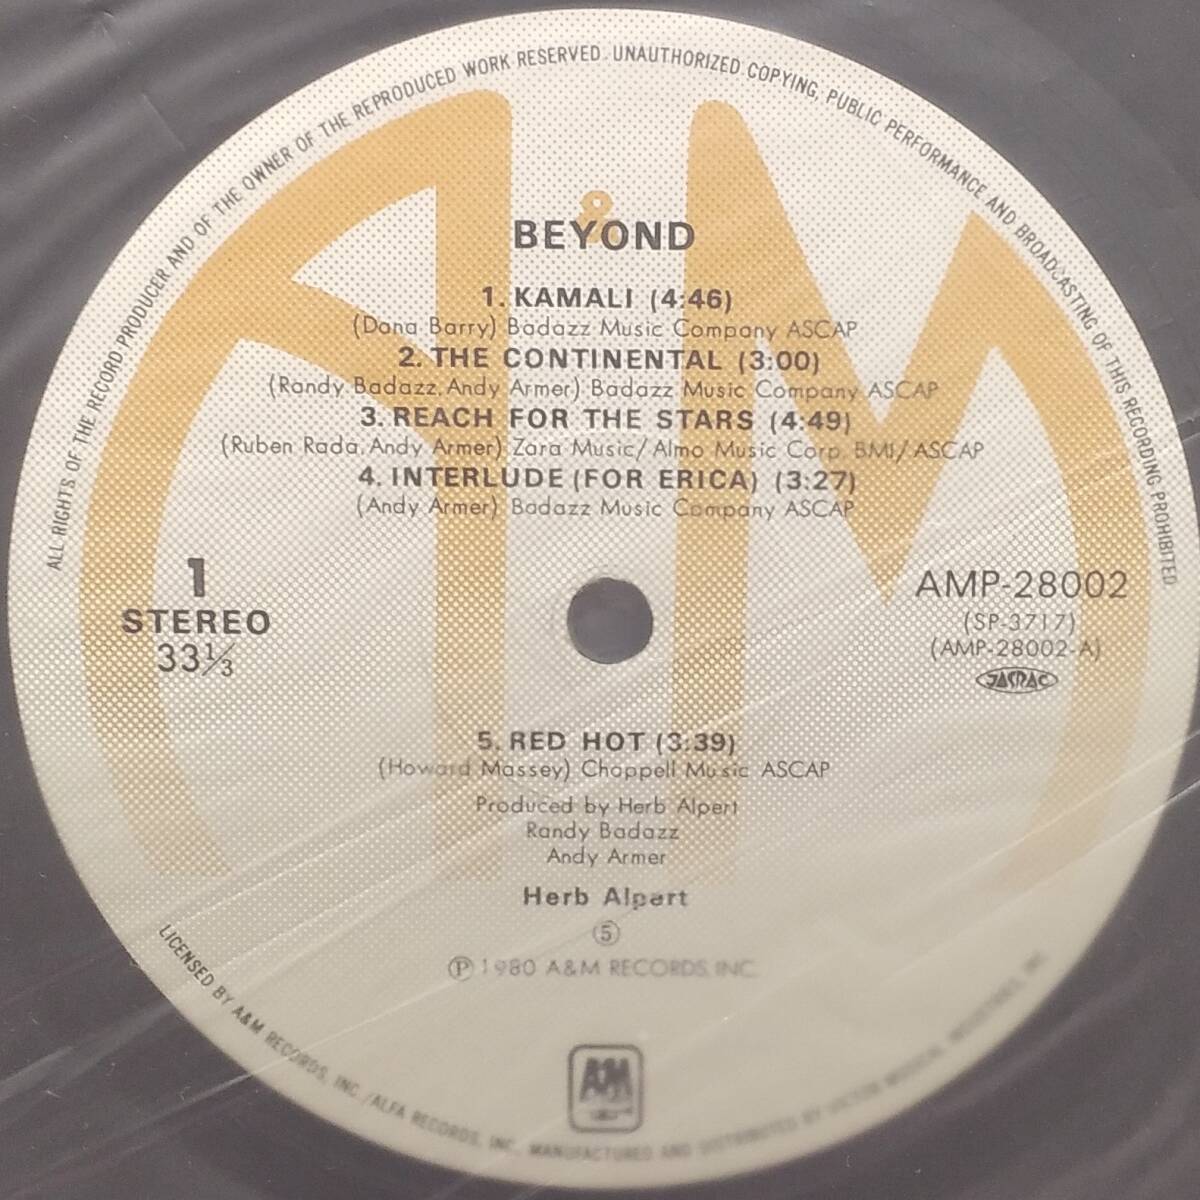 ALL RIGHTS OF THE RECORD PRODUCER AND OF THE OWNER OF THE REPRODUCED WORK RESERVED. UNAUTHORIZED COPYING, PUBLIC PERFORMANCE AND BROADCASTING OF THIS RECORDING PROHIBITED.
&
BEYOND
1. KAMALI (4:46)
(Dana Barry) Badazz Music Company ASCAP
2. THE CONTINENTAL (3:00)
(Randy Badazz, Andy Armer) Badazz Music Company ASCAP
3. REACH FOR THE STARS (4:49)
(Ruben Rada, Andy Armer) Zara Music/Almo Music Corp. BMI/ASCAP
4. INTERLUDE (FOR ERICA) (3:27)
(Andy Armer) Badazz Music Company ASCAP
1
STEREO
33⅓
AMP-28002
(SP-3717)
(AMP-28002-A)
JASRAC
5. RED HOT (3:39)
(Howard Massey) Chappell Music ASCAP
Produced by Herb Alpert
Randy Badazz
Andy Armer
Herb Alpert
⑤
Ⓟ 1980 A&M RECORDS, INC.
A&M
LICENSED BY A&M RECORDS, INC./ALFA RECORDS, INC. MANUFACTURED AND DISTRIBUTED BY VICTOR MUSICAL INDUSTRIES, INC.